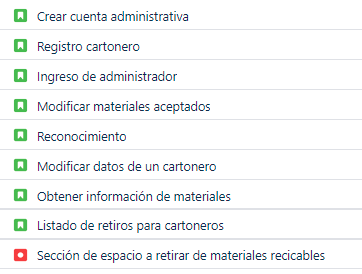 Crear cuenta administrativa
Registro cartonero
Ingreso de administrador
Modificar materiales aceptados
Reconocimiento
Modificar datos de un cartonero
Obtener información de materiales
Listado de retiros para cartoneros
Sección de espacio a retirar de materiales recicables